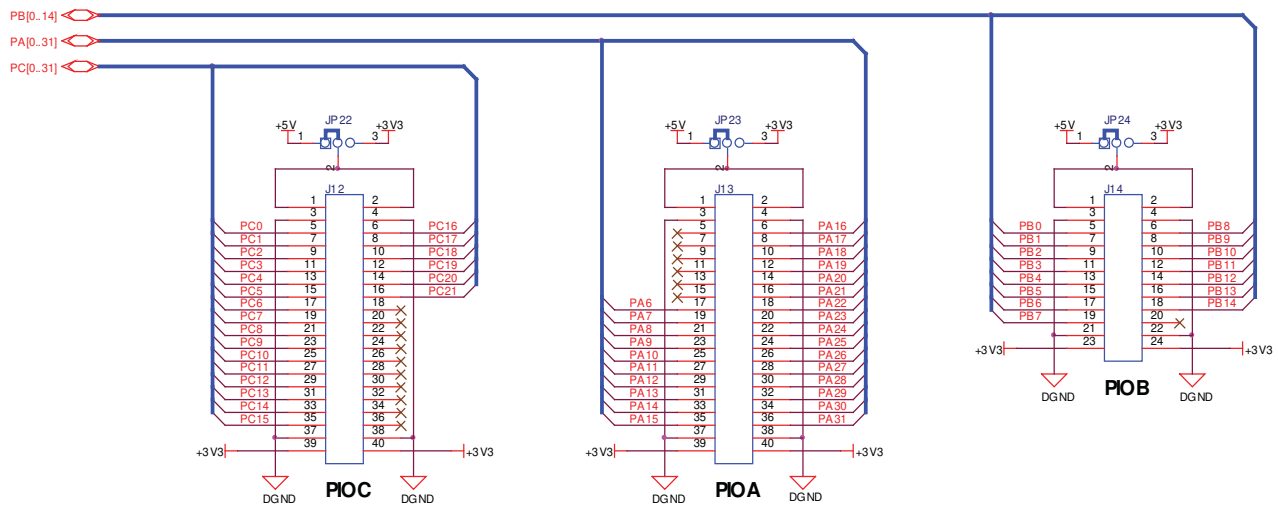 PB[0..14]
PA[0..31]
PC[0..31]
+5V 1 JP22 3 +3V3
2
J12
1 2
3 4
PC0 5 6 PC16
PC1 7 8 PC17
PC2 9 10 PC18
PC3 11 12 PC19
PC4 13 14 PC20
PC5 15 16 PC21
PC6 17 18
PC7 19 20
PC8 21 22
PC9 23 24
PC10 25 26
PC11 27 28
PC12 29 30
PC13 31 32
PC14 33 34
PC15 35 36
37 38
+3V3 39 40 +3V3
DGND PIOC DGND
+5V 1 JP23 3 +3V3
2
J13
1 2
3 4
5 6 PA16
7 8 PA17
9 10 PA18
11 12 PA19
13 14 PA20
15 16 PA21
PA6 17 18 PA22
PA7 19 20 PA23
PA8 21 22 PA24
PA9 23 24 PA25
PA10 25 26 PA26
PA11 27 28 PA27
PA12 29 30 PA28
PA13 31 32 PA29
PA14 33 34 PA30
PA15 35 36 PA31
37 38
+3V3 39 40 +3V3
DGND PIOA DGND
+5V 1 JP24 3 +3V3
2
J14
1 2
3 4
PB0 5 6 PB8
PB1 7 8 PB9
PB2 9 10 PB10
PB3 11 12 PB11
PB4 13 14 PB12
PB5 15 16 PB13
PB6 17 18 PB14
PB7 19 20
21 22
+3V3 23 24 +3V3
DGND PIOB DGND